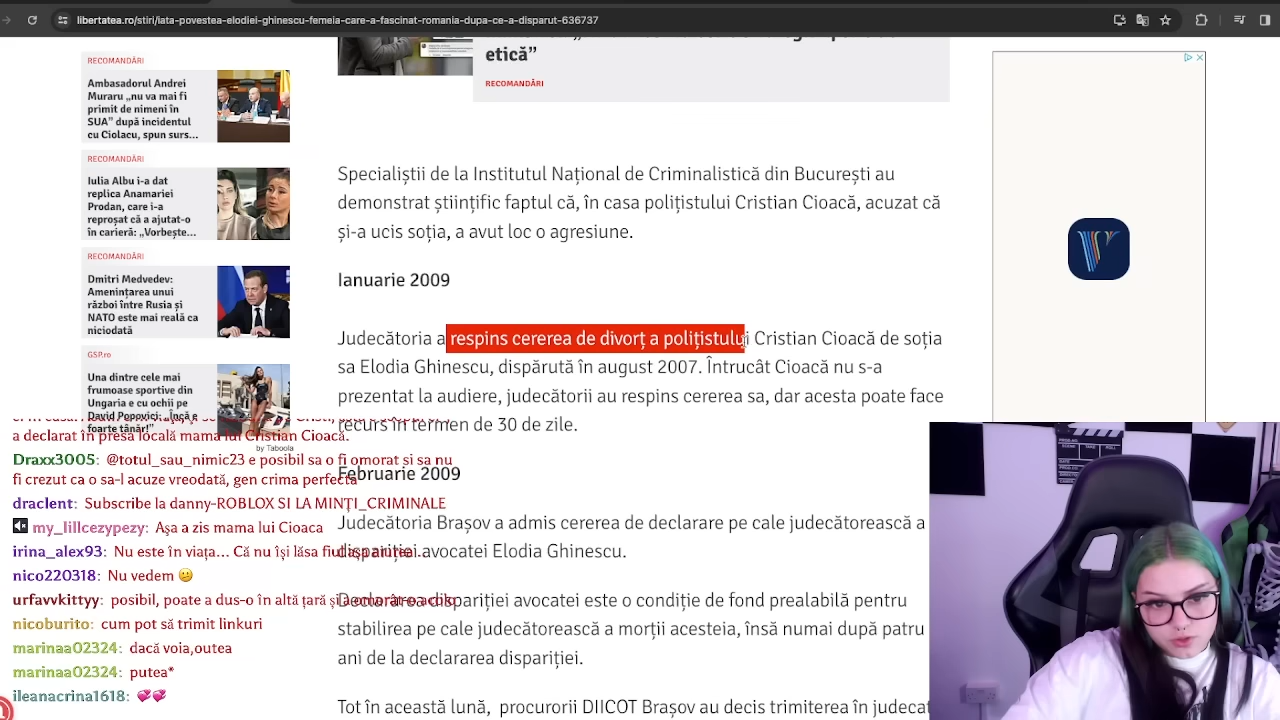 libertatea.ro/stiri/iata-povestea-elodiei-ghinescu-femeia-care-a-fascinat-romania-dupa-ce-a-disparut-636737
RECOMANDĂRI
Ambasadorul Andrei
Muraru „nu va mai fi
primit de nimeni în
SUA” după incidentul
cu Ciolacu, spun surs...
RECOMANDĂRI
Iulia Albu i-a dat
replica Anamariei
Prodan, care i-a
reproșat că a ajutat-o
în carieră: „Vorbește...
RECOMANDĂRI
Dmitri Medvedev:
Amenințarea unui
război între Rusia și
NATO este mai reală ca
niciodată
GSP.ro
Una dintre cele mai
frumoase sportive din
Ungaria e cu ochii pe
David Popovici: „Încă e
foarte tânăr!”
by Taboola
etică”
RECOMANDĂRI
Specialiștii de la Institutul Național de Criminalistică din București au
demonstrat științific faptul că, în casa polițistului Cristian Cioacă, acuzat că
și-a ucis soția, a avut loc o agresiune.
Ianuarie 2009
Judecătoria a respins cererea de divorț a polițistului Cristian Cioacă de soția
sa Elodia Ghinescu, dispărută în august 2007. Întrucât Cioacă nu s-a
prezentat la audiere, judecătorii au respins cererea sa, dar acesta poate face
recurs în termen de 30 de zile.
Februarie 2009
Judecătoria Brașov a admis cererea de declarare pe cale judecătorească a
dispariției avocatei Elodia Ghinescu.
Declararea dispariției avocatei este o condiție de fond prealabilă pentru
stabilirea pe cale judecătorească a morții acesteia, însă numai după patru
ani de la declararea dispariției.
Tot în această lună, procurorii DIICOT Brașov au decis trimiterea în judecat
a declarat în presa locală mama lui Cristian Cioacă.
Draxx3005: @totul_sau_nimic23 e posibil sa o fi omorat si sa nu
fi crezut ca o sa-l acuze vreodată, gen crima perfecta
draclent: Subscribe la danny-ROBLOX SI LA MINȚI_CRIMINALE
my_lillcezypezy: Așa a zis mama lui Cioaca
irina_alex93: Nu este în viața... Că nu își lăsa fiul așa aiurea...
nico220318: Nu vedem 🫤
urfavvkittyy: posibil, poate a dus-o în altă țară și
nicoburito: cum pot să trimit linkuri
marinaa02324: dacă voia,outea
marinaa02324: putea*
ileanacrina1618: 💞💞